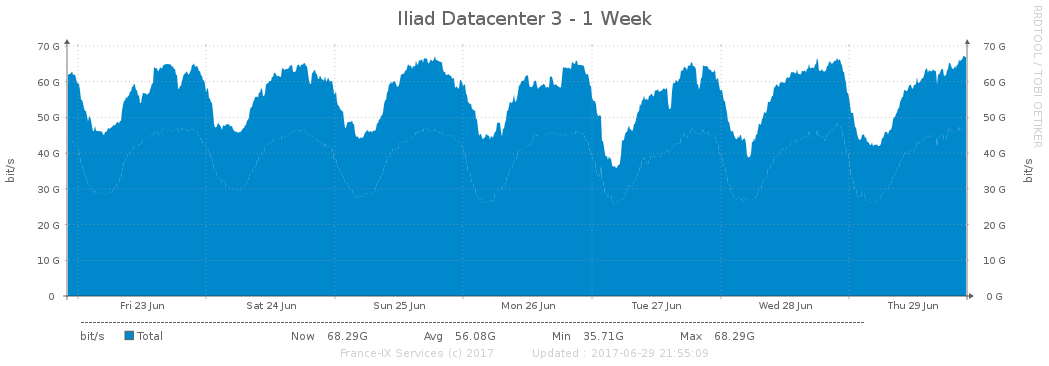 Iliad Datacenter 3 - 1 Week
RRDTOOL / TOBI OETIKER
70 G 70 G
60 G 60 G
50 G 50 G
40 G 40 G
30 G 30 G
20 G 20 G
10 G 10 G
0 0 G
bit/s bit/s
Fri 23 Jun Sat 24 Jun Sun 25 Jun Mon 26 Jun Tue 27 Jun Wed 28 Jun Thu 29 Jun
bit/s Total Now 68.29G Avg 56.08G Min 35.71G Max 68.29G
France-IX Services (c) 2017 Updated : 2017-06-29 21:55:09